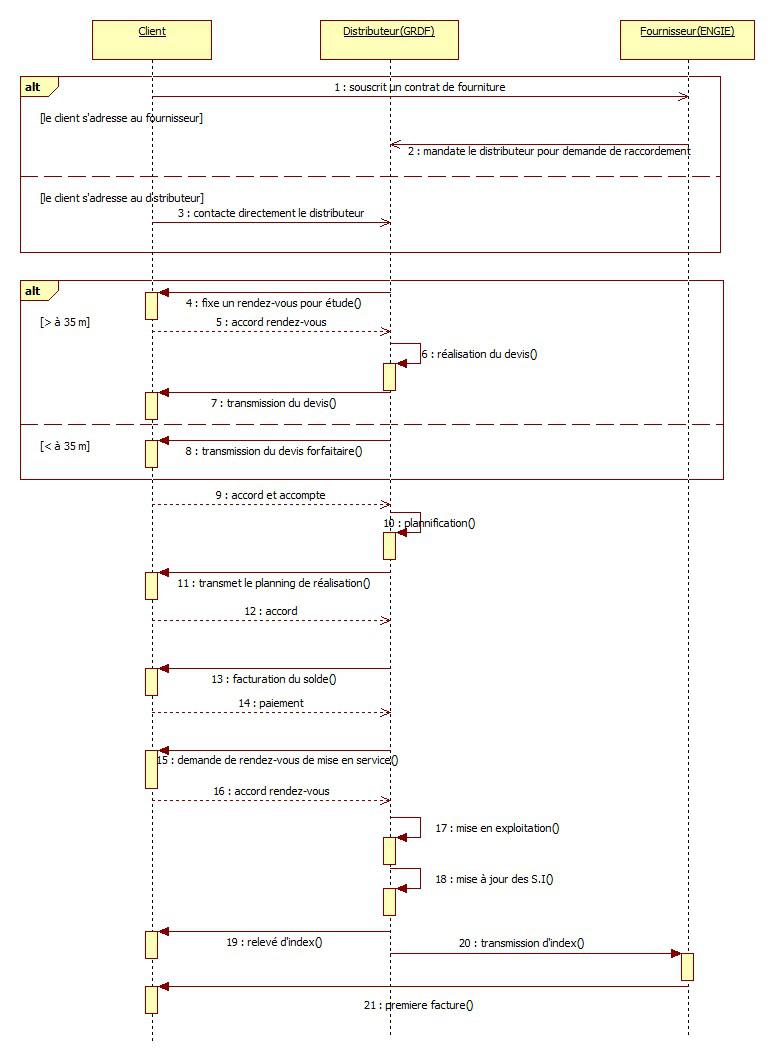 Client
Distributeur(GRDF)
Fournisseur(ENGIE)
alt
1 : souscrit un contrat de fourniture
[le client s'adresse au fournisseur]
2 : mandate le distributeur pour demande de raccordement
[le client s'adresse au distributeur]
3 : contacte directement le distributeur
alt
4 : fixe un rendez-vous pour étude()
[> à 35 m]
5 : accord rendez-vous
6 : réalisation du devis()
7 : transmission du devis()
[< à 35 m]
8 : transmission du devis forfaitaire()
9 : accord et accompte
10 : plannification()
11 : transmet le planning de réalisation()
12 : accord
13 : facturation du solde()
14 : paiement
15 : demande de rendez-vous de mise en service()
16 : accord rendez-vous
17 : mise en exploitation()
18 : mise à jour des S.I()
19 : relevé d'index()
20 : transmission d'index()
21 : premiere facture()